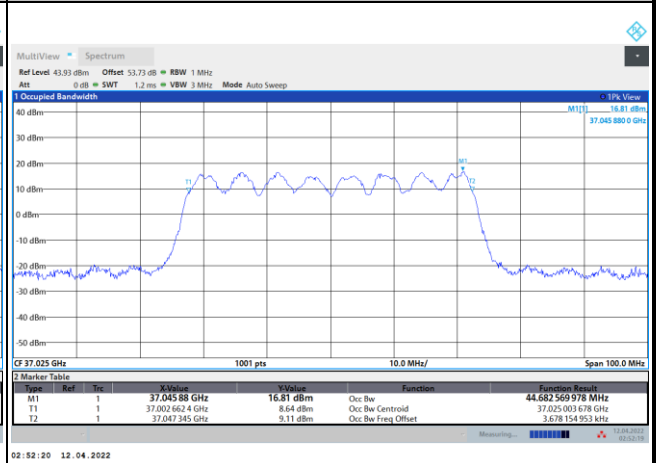 MultiView Spectrum
Ref Level 43.93 dBm Offset 53.73 dB RBW 1 MHz
Att 0 dB SWT 1.2 ms VBW 3 MHz Mode Auto Sweep
1 Occupied Bandwidth 1Pk View
M1[1] 16.81 dBm
37.045 880 0 GHz
40 dBm
30 dBm
20 dBm
M1
T1
T2
10 dBm
0 dBm
-10 dBm
-20 dBm
-30 dBm
-40 dBm
-50 dBm
CF 37.025 GHz 1001 pts 10.0 MHz/ Span 100.0 MHz
2 Marker Table
Type Ref Trc X-Value Y-Value Function Function Result
M1 1 37.045 88 GHz 16.81 dBm Occ Bw 44.682 569 978 MHz
T1 1 37.002 662 4 GHz 8.64 dBm Occ Bw Centroid 37.025 003 678 GHz
T2 1 37.047 345 GHz 9.11 dBm Occ Bw Freq Offset 3.678 154 953 kHz
Measuring... 12.04.2022
02:52:19
02:52:20 12.04.2022